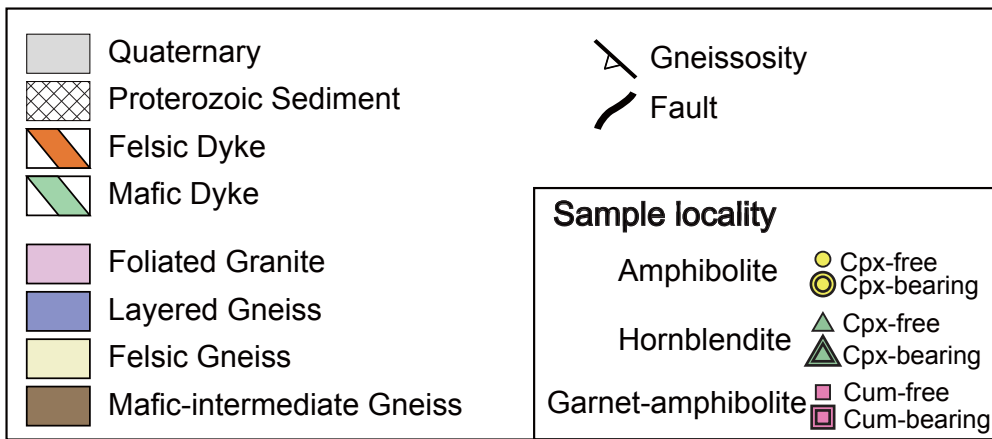 Quaternary
Proterozoic Sediment
Felsic Dyke
Mafic Dyke
Foliated Granite
Layered Gneiss
Felsic Gneiss
Mafic-intermediate Gneiss
Gneissosity
Fault
Sample locality
Amphibolite
Cpx-free
Cpx-bearing
Hornblendite
Cpx-free
Cpx-bearing
Garnet-amphibolite
Cum-free
Cum-bearing